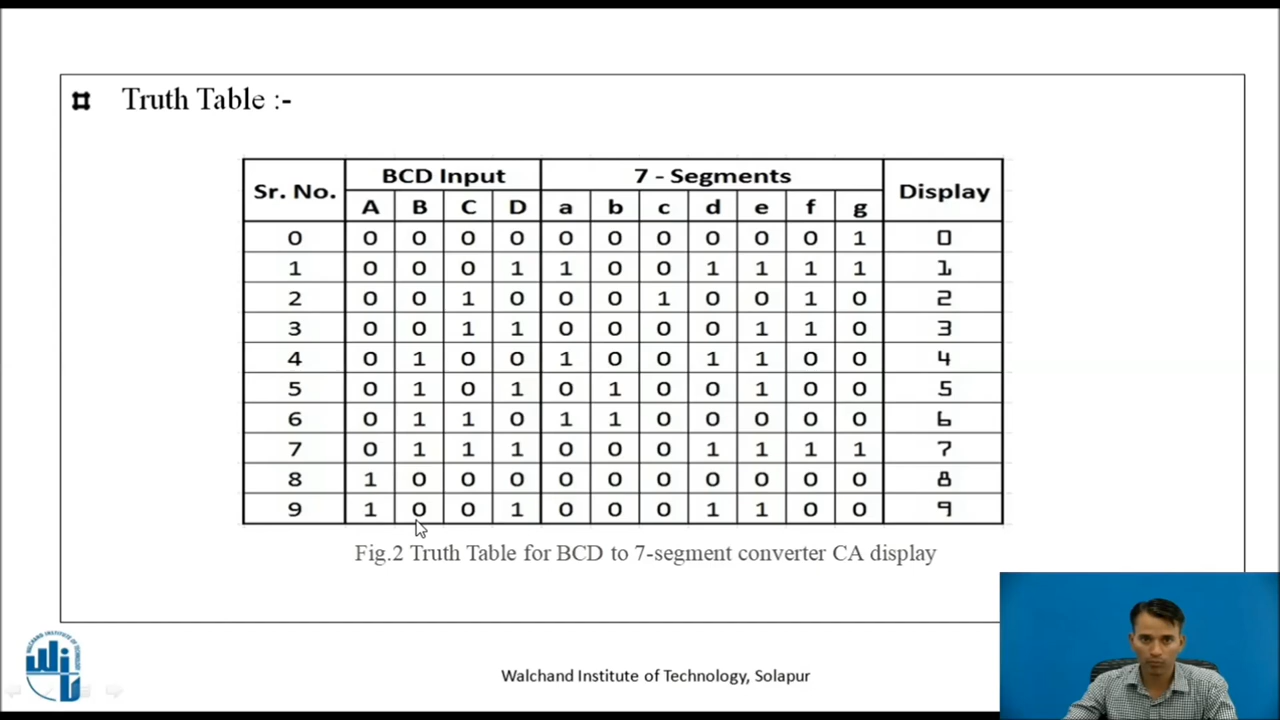 Truth Table :-
Sr. No. BCD Input 7 - Segments Display
A B C D a b c d e f g
0 0 0 0 0 0 0 0 0 0 0 1 0
1 0 0 0 1 1 0 0 1 1 1 1 1
2 0 0 1 0 0 0 1 0 0 1 0 2
3 0 0 1 1 0 0 0 0 1 1 0 3
4 0 1 0 0 1 0 0 1 1 0 0 4
5 0 1 0 1 0 1 0 0 1 0 0 5
6 0 1 1 0 1 1 0 0 0 0 0 6
7 0 1 1 1 0 0 0 1 1 1 1 7
8 1 0 0 0 0 0 0 0 0 0 0 8
9 1 0 0 1 0 0 0 1 1 0 0 9
Fig.2 Truth Table for BCD to 7-segment converter CA display
WALCHAND INSTITUTE OF TECHNOLOGY, SOLAPUR
WIT
Walchand Institute of Technology, Solapur